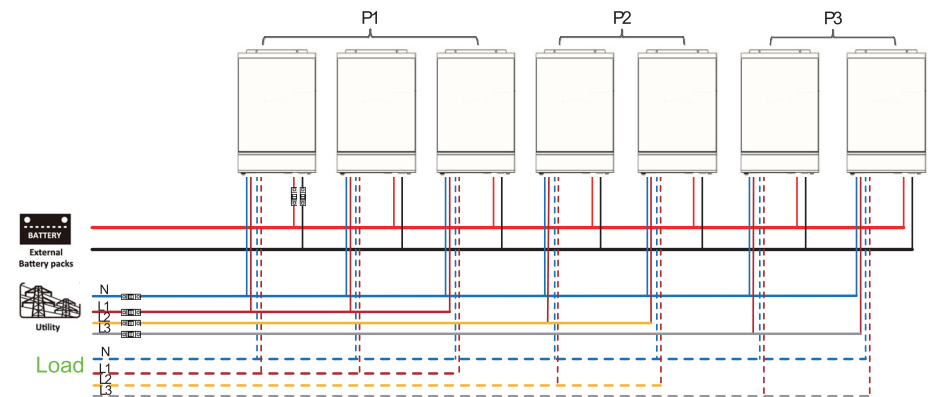 P1
P2
P3
BATTERY
External
Battery packs
Utility
N
L1
L2
L3
Load
N
L1
L2
L3